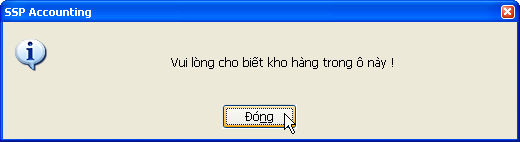 SSP Accounting
Vui lòng cho biết kho hàng trong ô này !
Đóng